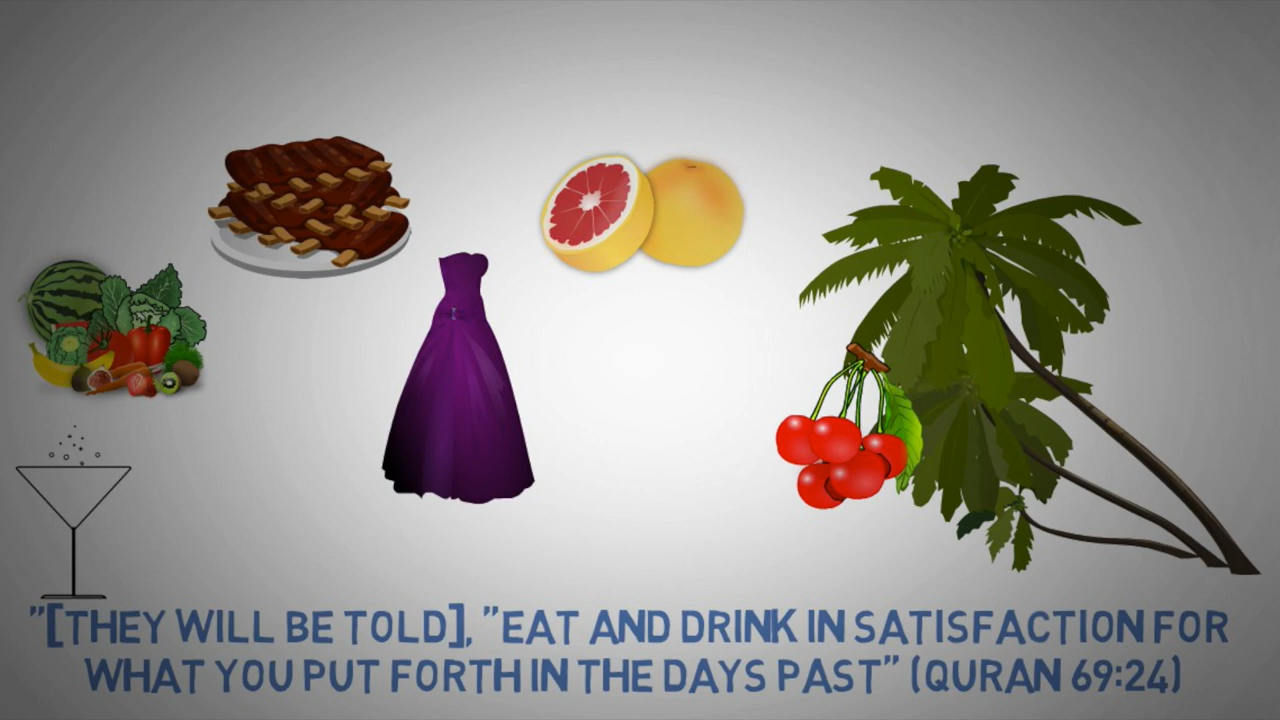 "[THEY WILL BE TOLD], "EAT AND DRINK IN SATISFACTION FOR
WHAT YOU PUT FORTH IN THE DAYS PAST" (QURAN 69:24)